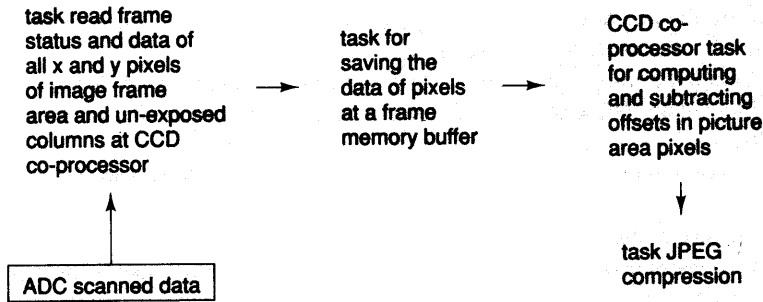 task read frame
status and data of
all x and y pixels
of image frame
area and un-exposed
columns at CCD
co-processor
task for
saving the
data of pixels
at a frame
memory buffer
CCD co-
processor task
for computing
and subtracting
offsets in picture
area pixels
task JPEG
compression
ADC scanned data